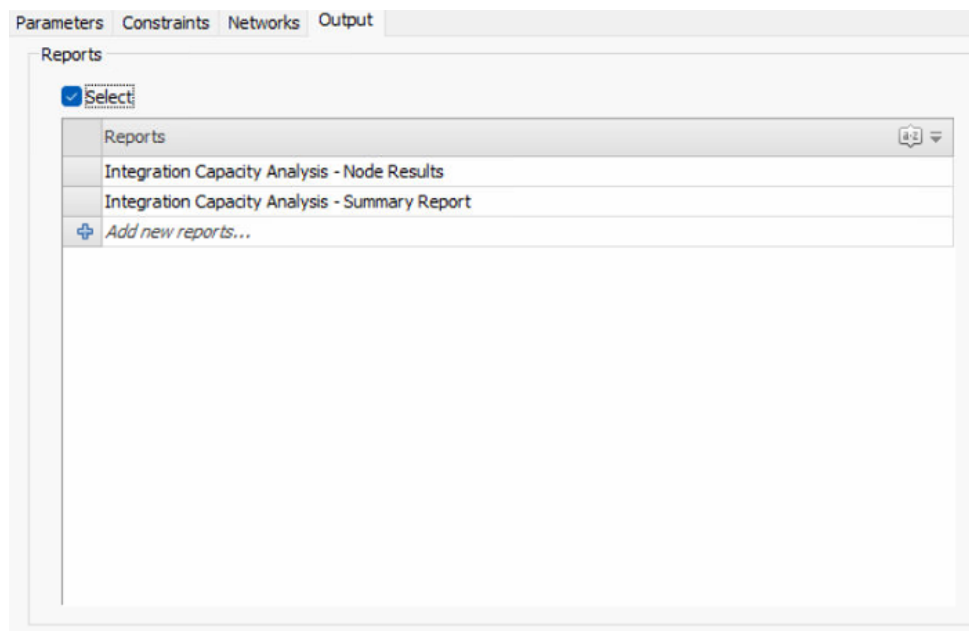 Parameters Constraints Networks Output
Reports
Select
Reports
Integration Capacity Analysis - Node Results
Integration Capacity Analysis - Summary Report
Add new reports...